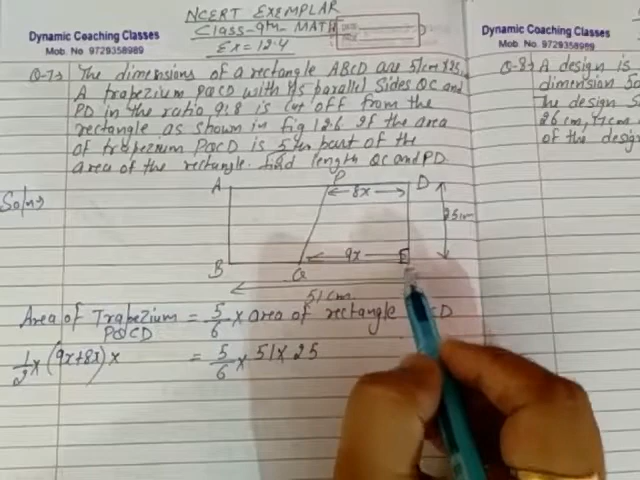 NCERT EXEMPLAR
Class-9th MATH
Ex = 12.4
Dynamic Coaching Classes
Mob. No 9729358989
Dynamic Coaching Classes
Mob. No. 9729358989
Q-7⇒ The dimensions of a rectangle ABCD are 51cm x 25
A trapezium PQCD with its parallel sides QC and
PD in the ratio 9:8 is cut off from the
rectangle as shown in fig 12.6 If the area
of trapezium PQCD is 5/6 part of the
area of the rectangle. find length QC and PD.
Q-8⇒ A design is
dimension 50
the design s
26 cm, 17 cm
of the desig
Soln⇒
A P 8x D
25cm
B Q 9x
51cm
Area of Trapezium PQCD = 5/6 x area of rectangle D
1/2 x (9x+8x) x = 5/6 x 51 x 25